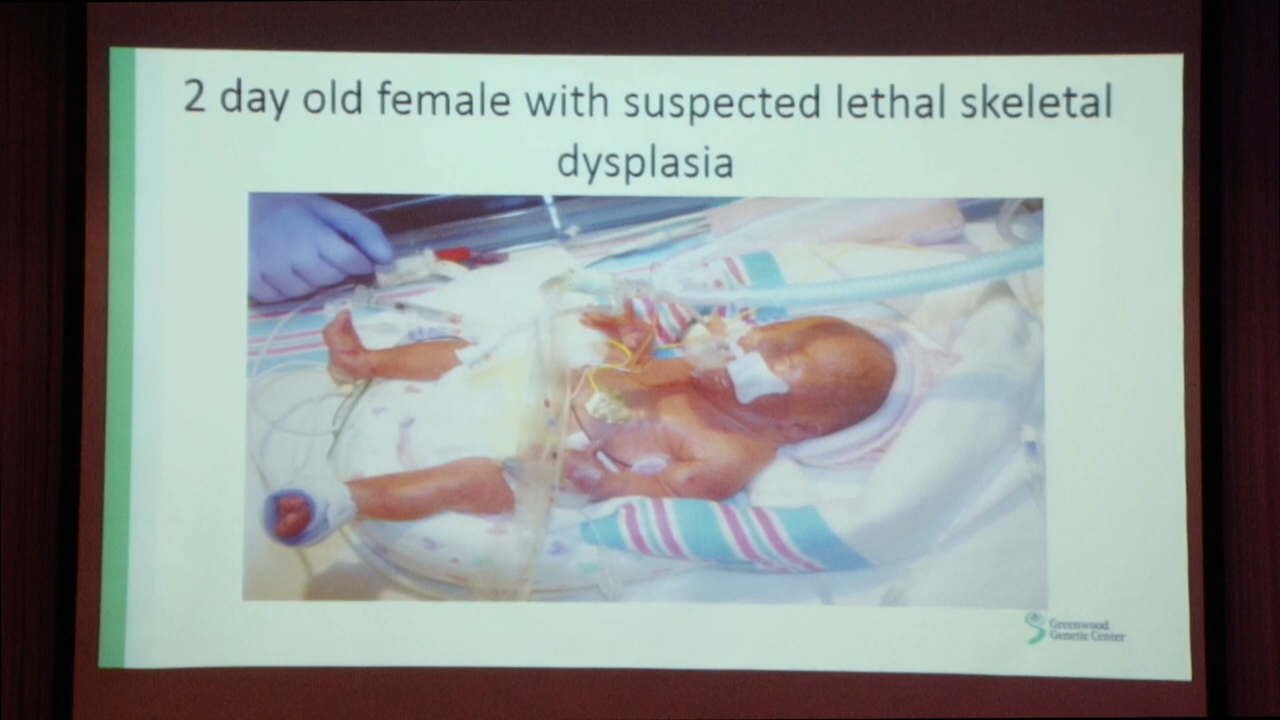 2 day old female with suspected lethal skeletal
dysplasia
Greenwood
Genetic Center